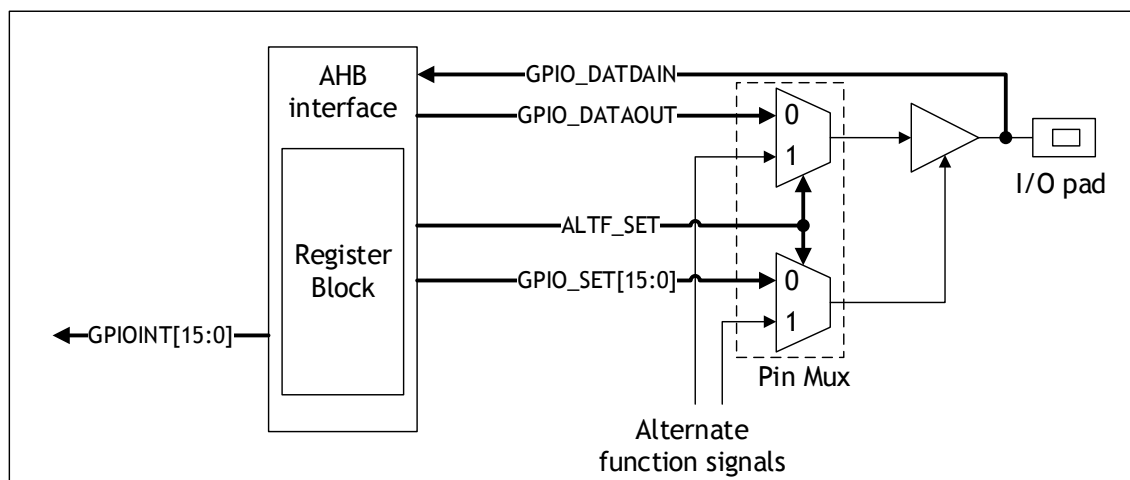 AHB
interface
GPIO_DATDAIN
GPIO_DATAOUT
0
1
I/O pad
ALTF_SET
Register
Block
GPIO_SET[15:0]
0
1
GPIOINT[15:0]
Pin Mux
Alternate
function signals